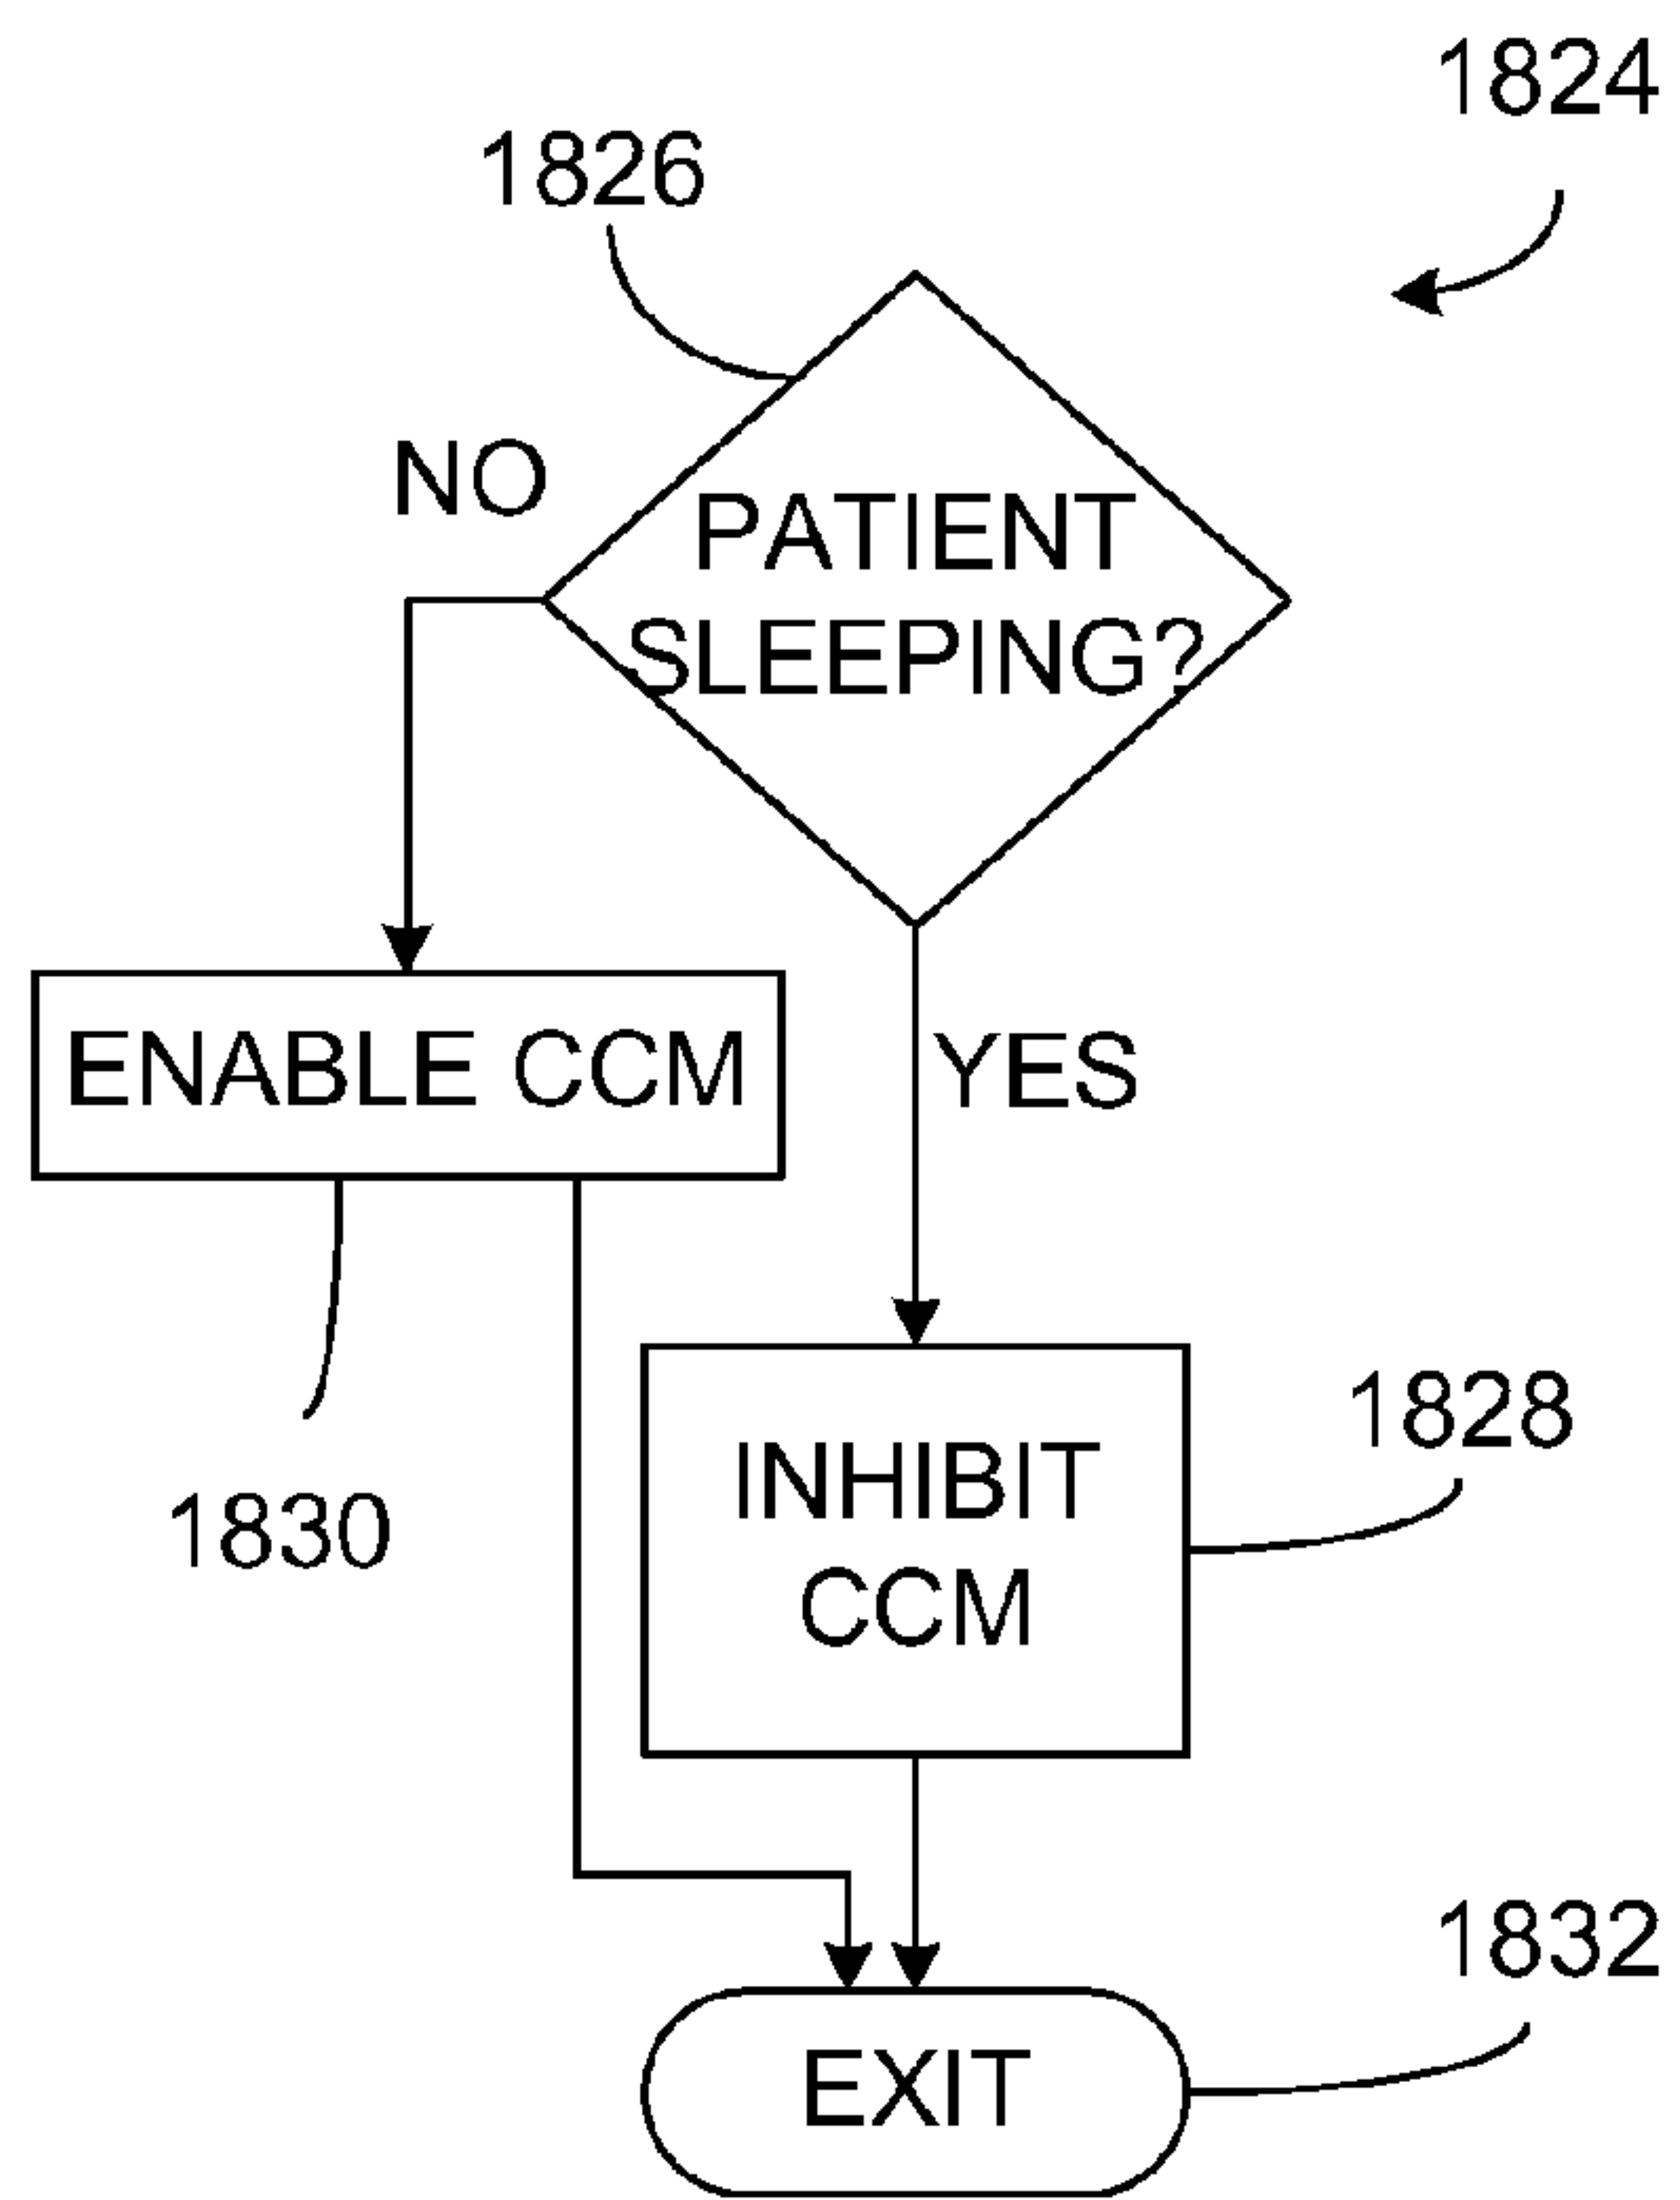 1824
1826
NO
PATIENT
SLEEPING?
ENABLE CCM
YES
1828
INHIBIT
CCM
1830
1832
EXIT